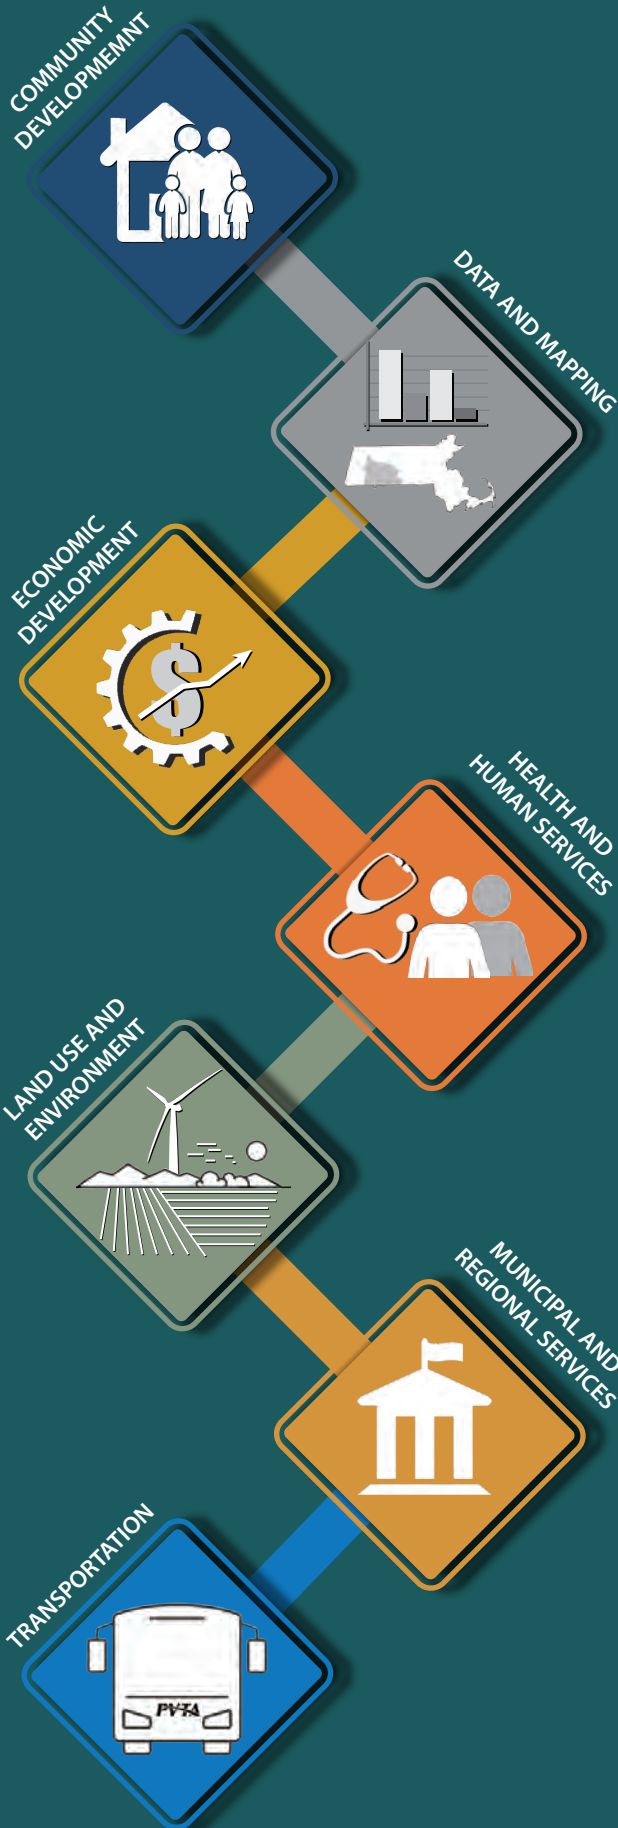 COMMUNITY
DEVELOPMEMNT
DATA AND MAPPING
ECONOMIC
DEVELOPMENT
HEALTH AND
HUMAN SERVICES
LAND USE AND
ENVIRONMENT
MUNICIPAL AND
REGIONAL SERVICES
TRANSPORTATION
PVTA